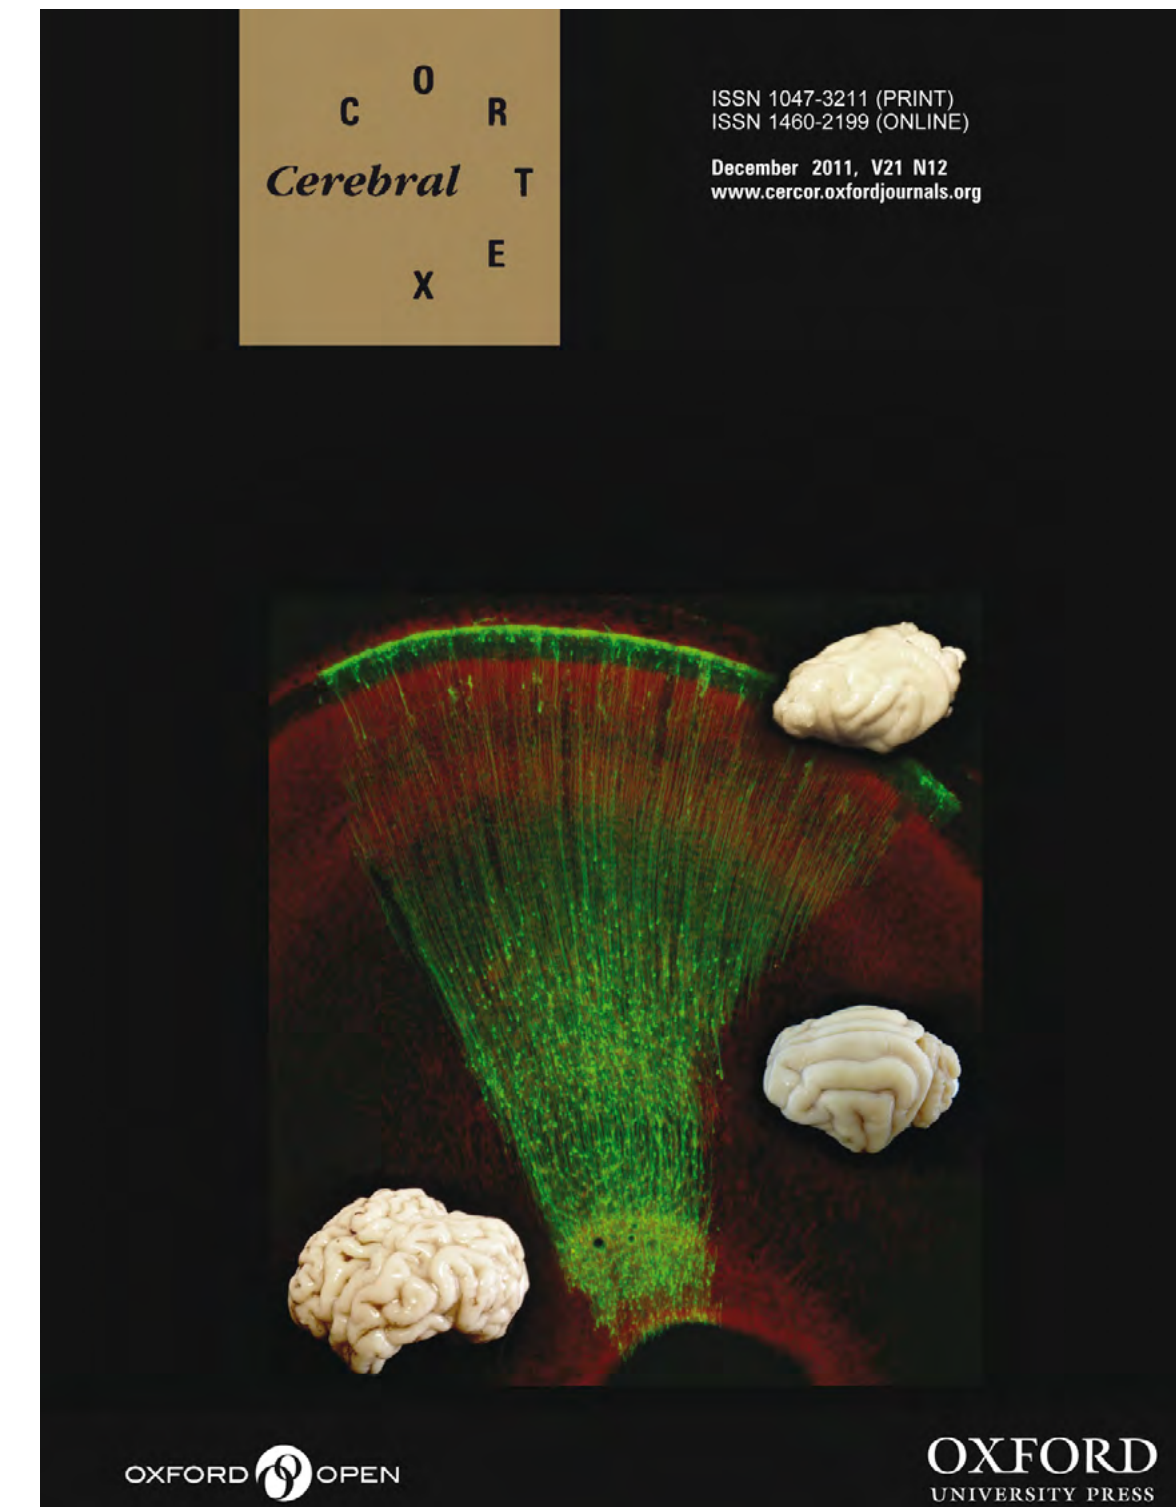 CORTEX
Cerebral
ISSN 1047-3211 (PRINT)
ISSN 1460-2199 (ONLINE)
December 2011, V21 N12
www.cercor.oxfordjournals.org
OXFORD OPEN
OXFORD
UNIVERSITY PRESS